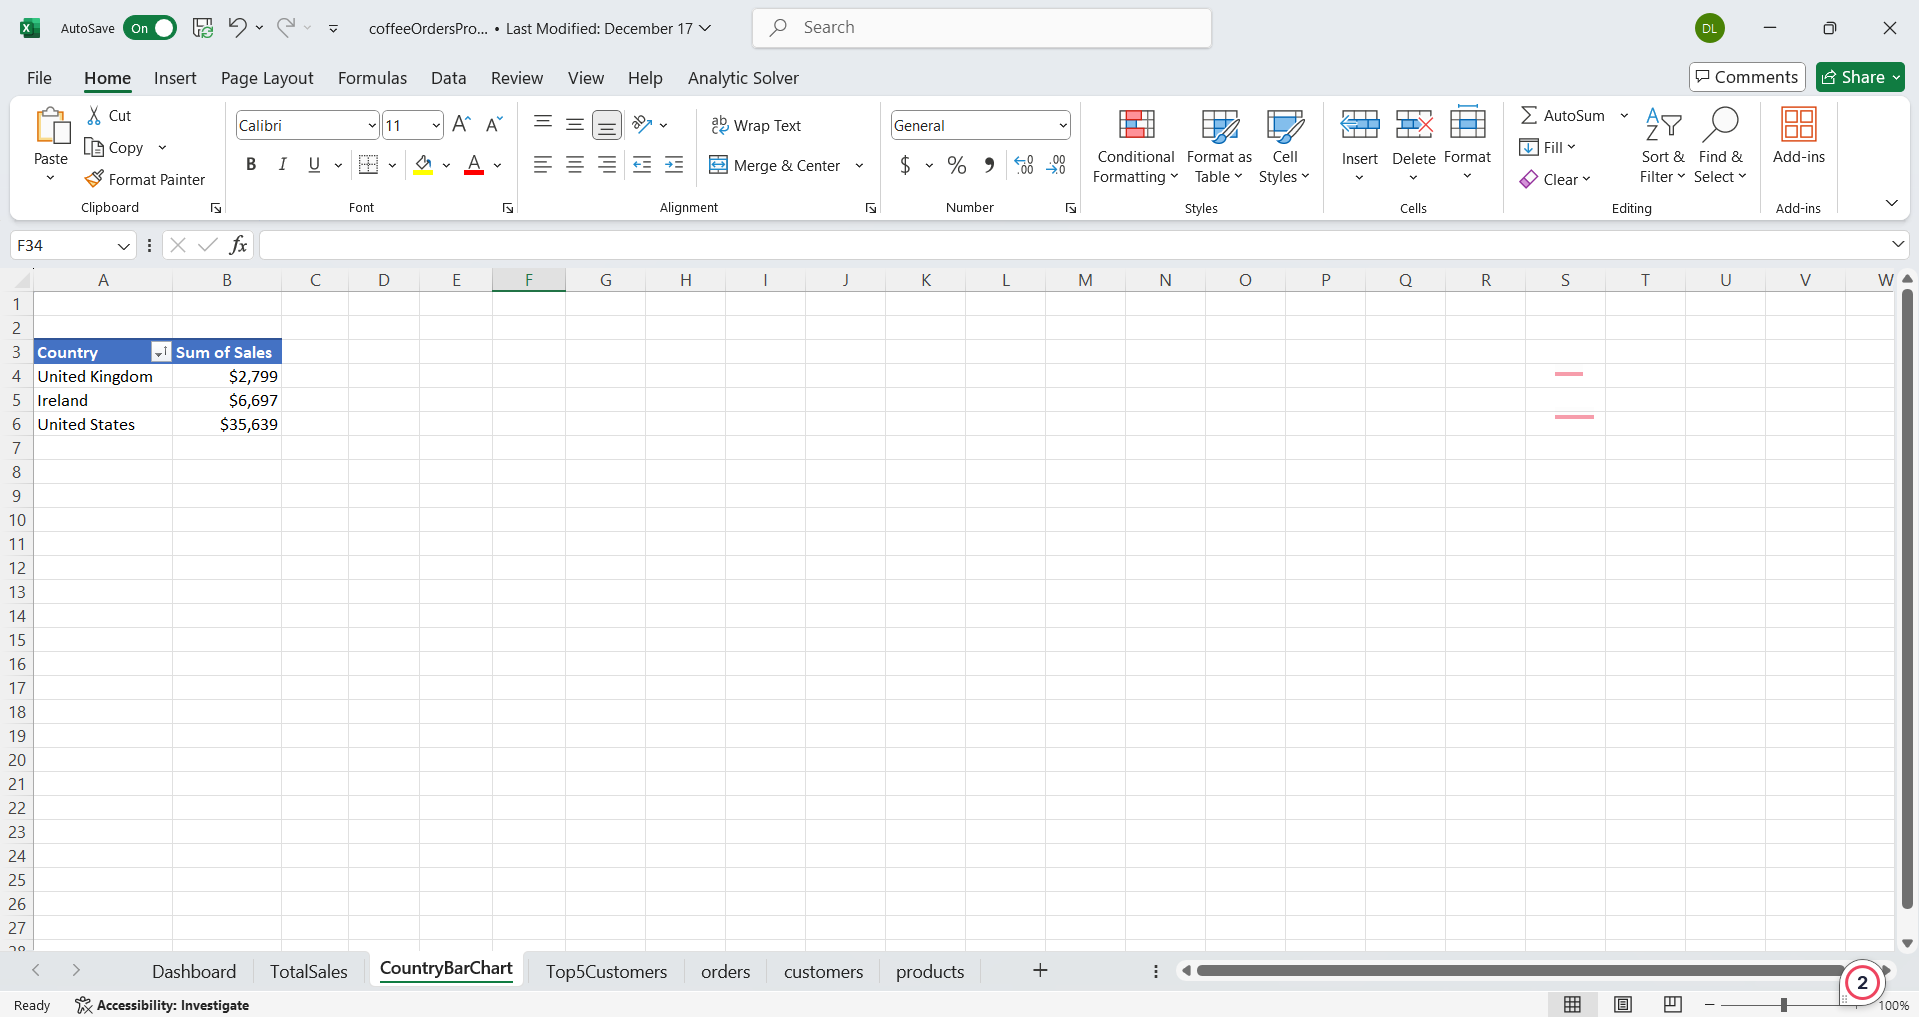 AutoSave On coffeeOrdersPro... • Last Modified: December 17 Search DL
File Home Insert Page Layout Formulas Data Review View Help Analytic Solver Comments Share
Paste Cut Copy Format Painter Clipboard
Calibri 11 B I U A Font
ab Wrap Text Merge & Center Alignment
General $ % , .00 .00 Number
Conditional Formatting Format as Table Cell Styles Styles
Insert Delete Format Cells
AutoSum Fill Clear Sort & Filter Find & Select Editing
Add-ins Add-ins
F34 fx
A B C D E F G H I J K L M N O P Q R S T U V W
1
2
3 Country Sum of Sales
4 United Kingdom $2,799
5 Ireland $6,697
6 United States $35,639
7
8
9
10
11
12
13
14
15
16
17
18
19
20
21
22
23
24
25
26
27
28
Dashboard TotalSales CountryBarChart Top5Customers orders customers products
Ready Accessibility: Investigate 2 100%